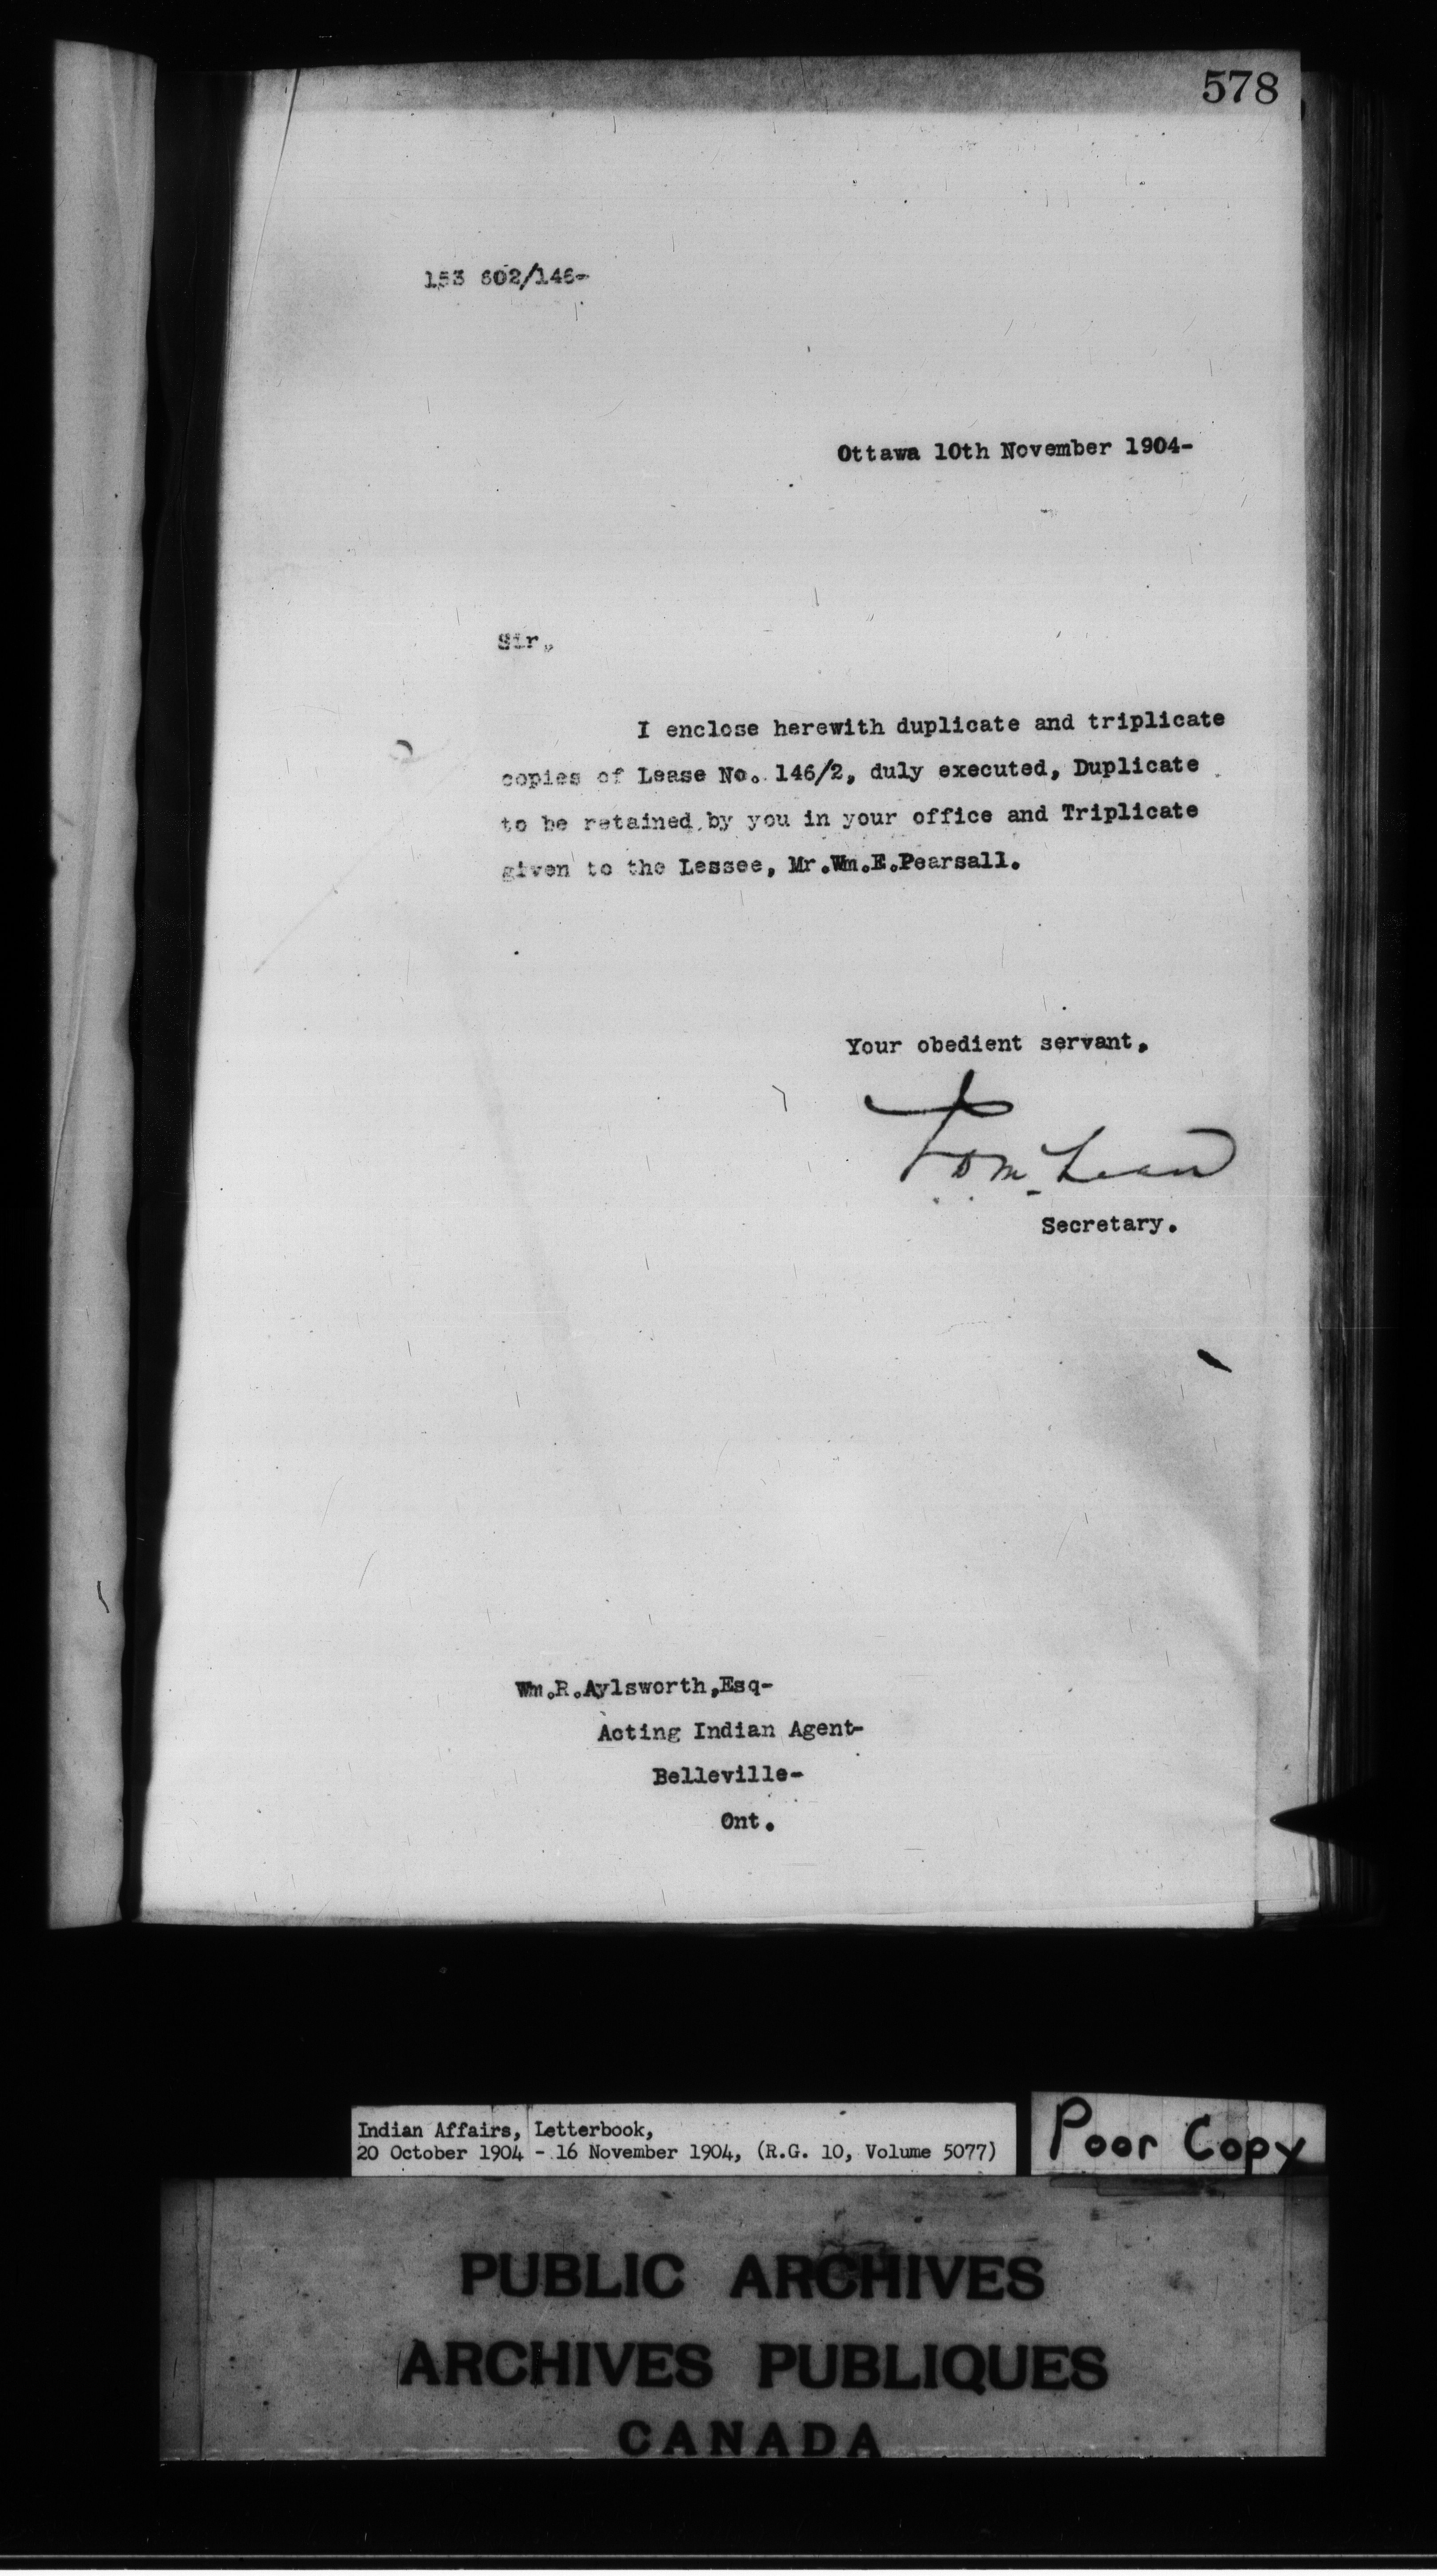 578
153 602/146-
Ottawa 10th November 1904-
Sir,
I enclose herewith duplicate and triplicate
copies of Lease No. 146/2, duly executed, Duplicate
to be retained by you in your office and Triplicate
given to the Lessee, Mr.Wm.E.Pearsall.
Your obedient servant,
Secretary.
Wm.R.Aylsworth,Esq-
Acting Indian Agent-
Belleville-
Ont.
Indian Affairs, Letterbook,
20 October 1904 - 16 November 1904, (R.G. 10, Volume 5077)
Poor Copy
PUBLIC ARCHIVES
ARCHIVES PUBLIQUES
CANADA